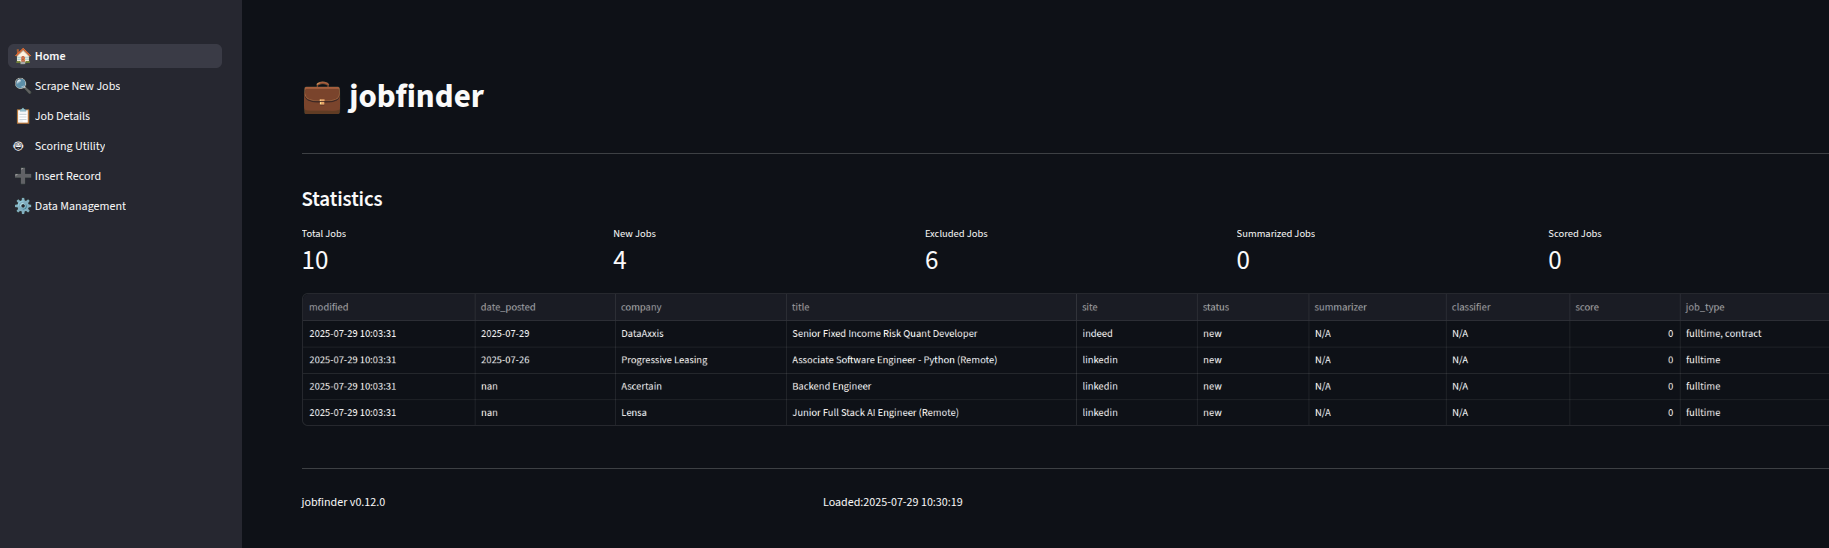 Home
Scrape New Jobs
Job Details
Scoring Utility
Insert Record
Data Management
jobfinder
Statistics
Total Jobs New Jobs Excluded Jobs Summarized Jobs Scored Jobs
10 4 6 0 0
modified date_posted company title site status summarizer classifier score job_type
2025-07-29 10:03:31 2025-07-29 DataAxxis Senior Fixed Income Risk Quant Developer indeed new N/A N/A 0 fulltime, contract
2025-07-29 10:03:31 2025-07-26 Progressive Leasing Associate Software Engineer - Python (Remote) linkedin new N/A N/A 0 fulltime
2025-07-29 10:03:31 nan Ascertain Backend Engineer linkedin new N/A N/A 0 fulltime
2025-07-29 10:03:31 nan Lensa Junior Full Stack AI Engineer (Remote) linkedin new N/A N/A 0 fulltime
jobfinder v0.12.0 Loaded:2025-07-29 10:30:19